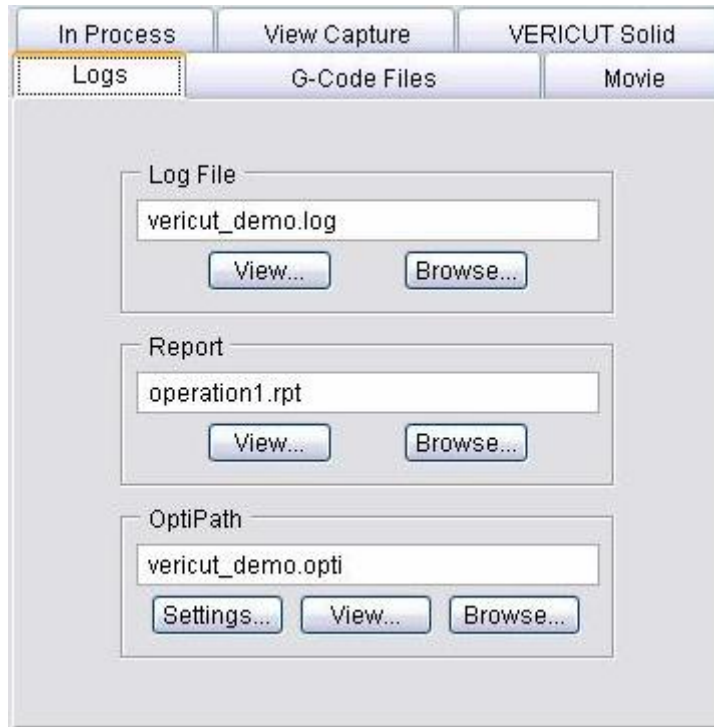 In Process View Capture VERICUT Solid
Logs G-Code Files Movie
Log File
vericut_demo.log
View... Browse...
Report
operation1.rpt
View... Browse...
OptiPath
vericut_demo.opti
Settings... View... Browse...